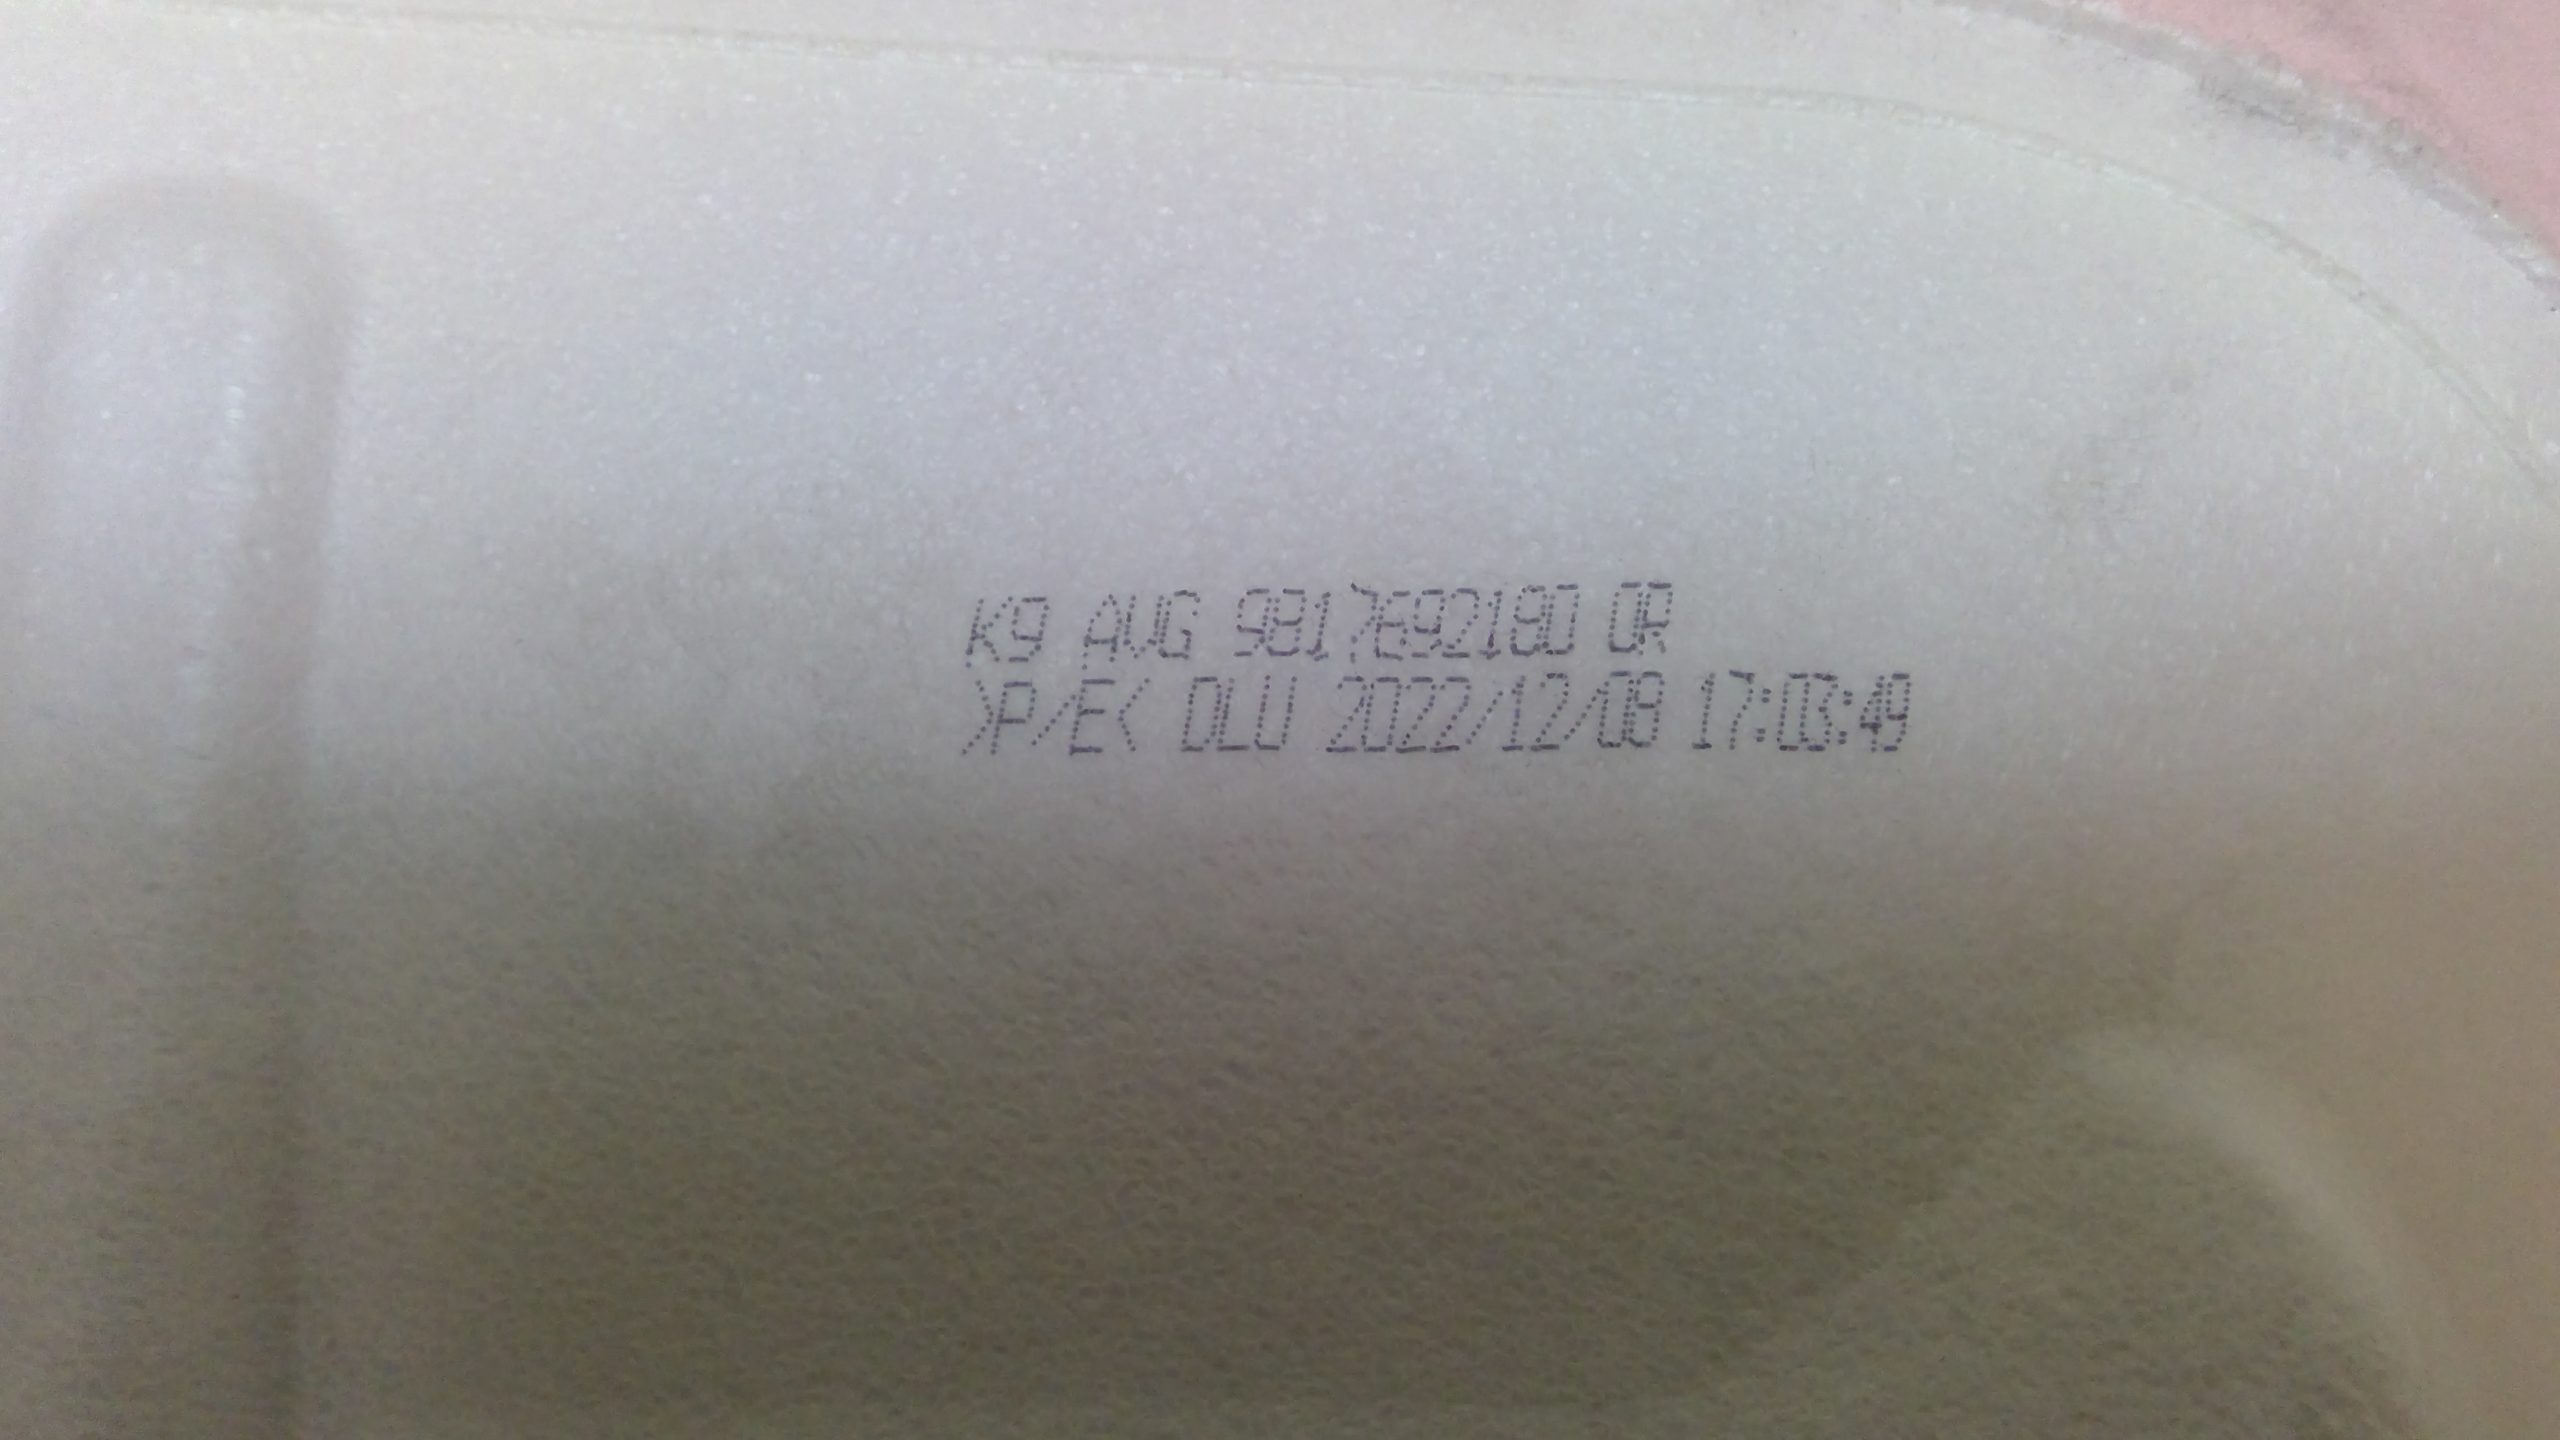 K9 AVG 9817692180 OR
>P/E< DLU 2022/12/08 17:03:49